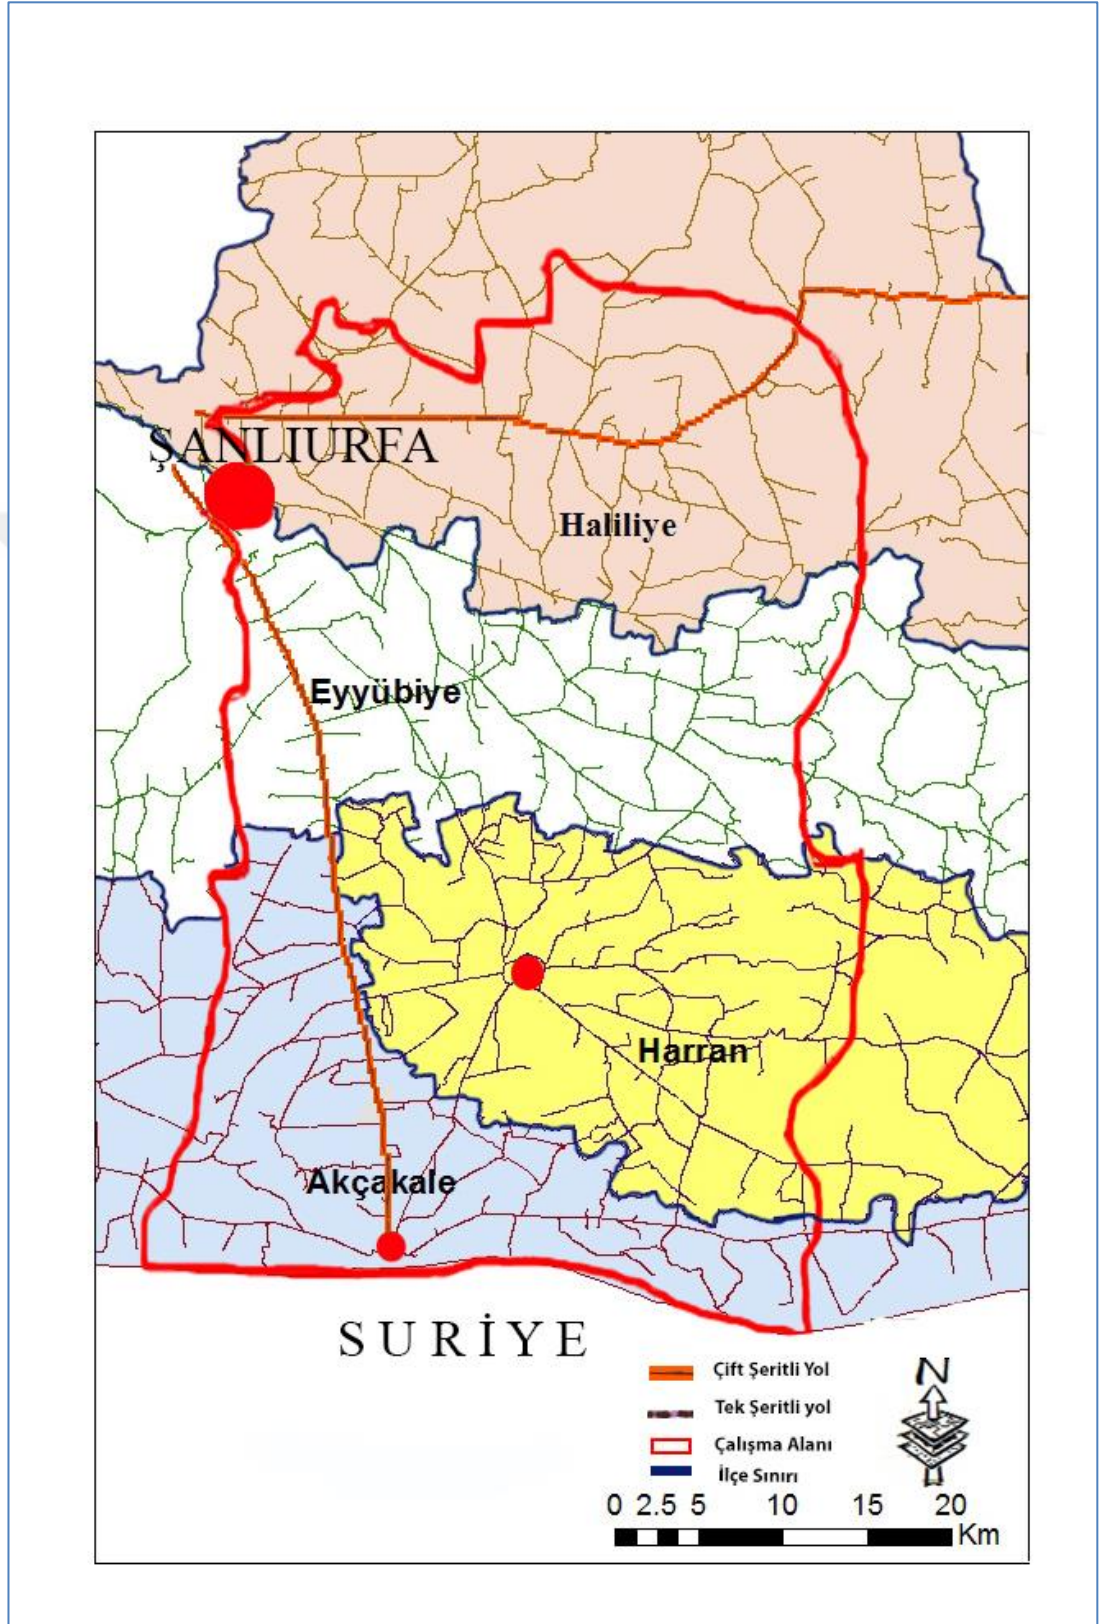 ŞANLIURFA
Haliliye
Eyyübiye
Harran
Akçakale
SURİYE
Çift Şeritli Yol
Tek Şeritli yol
Çalışma Alanı
İlçe Sınırı
N
0 2.5 5 10 15 20
Km